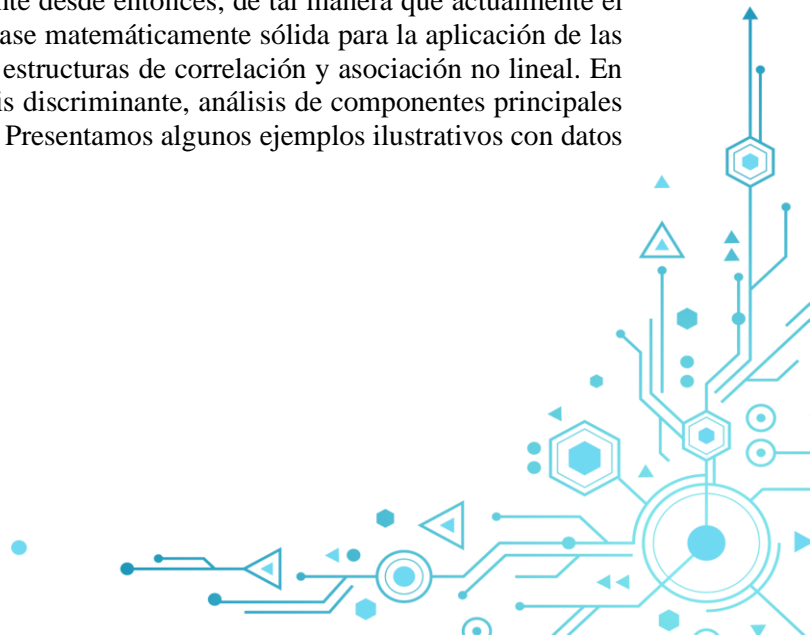 nte desde entonces, de tal manera que actualmente el
ase matemáticamente sólida para la aplicación de las
estructuras de correlación y asociación no lineal. En
is discriminante, análisis de componentes principales
Presentamos algunos ejemplos ilustrativos con datos